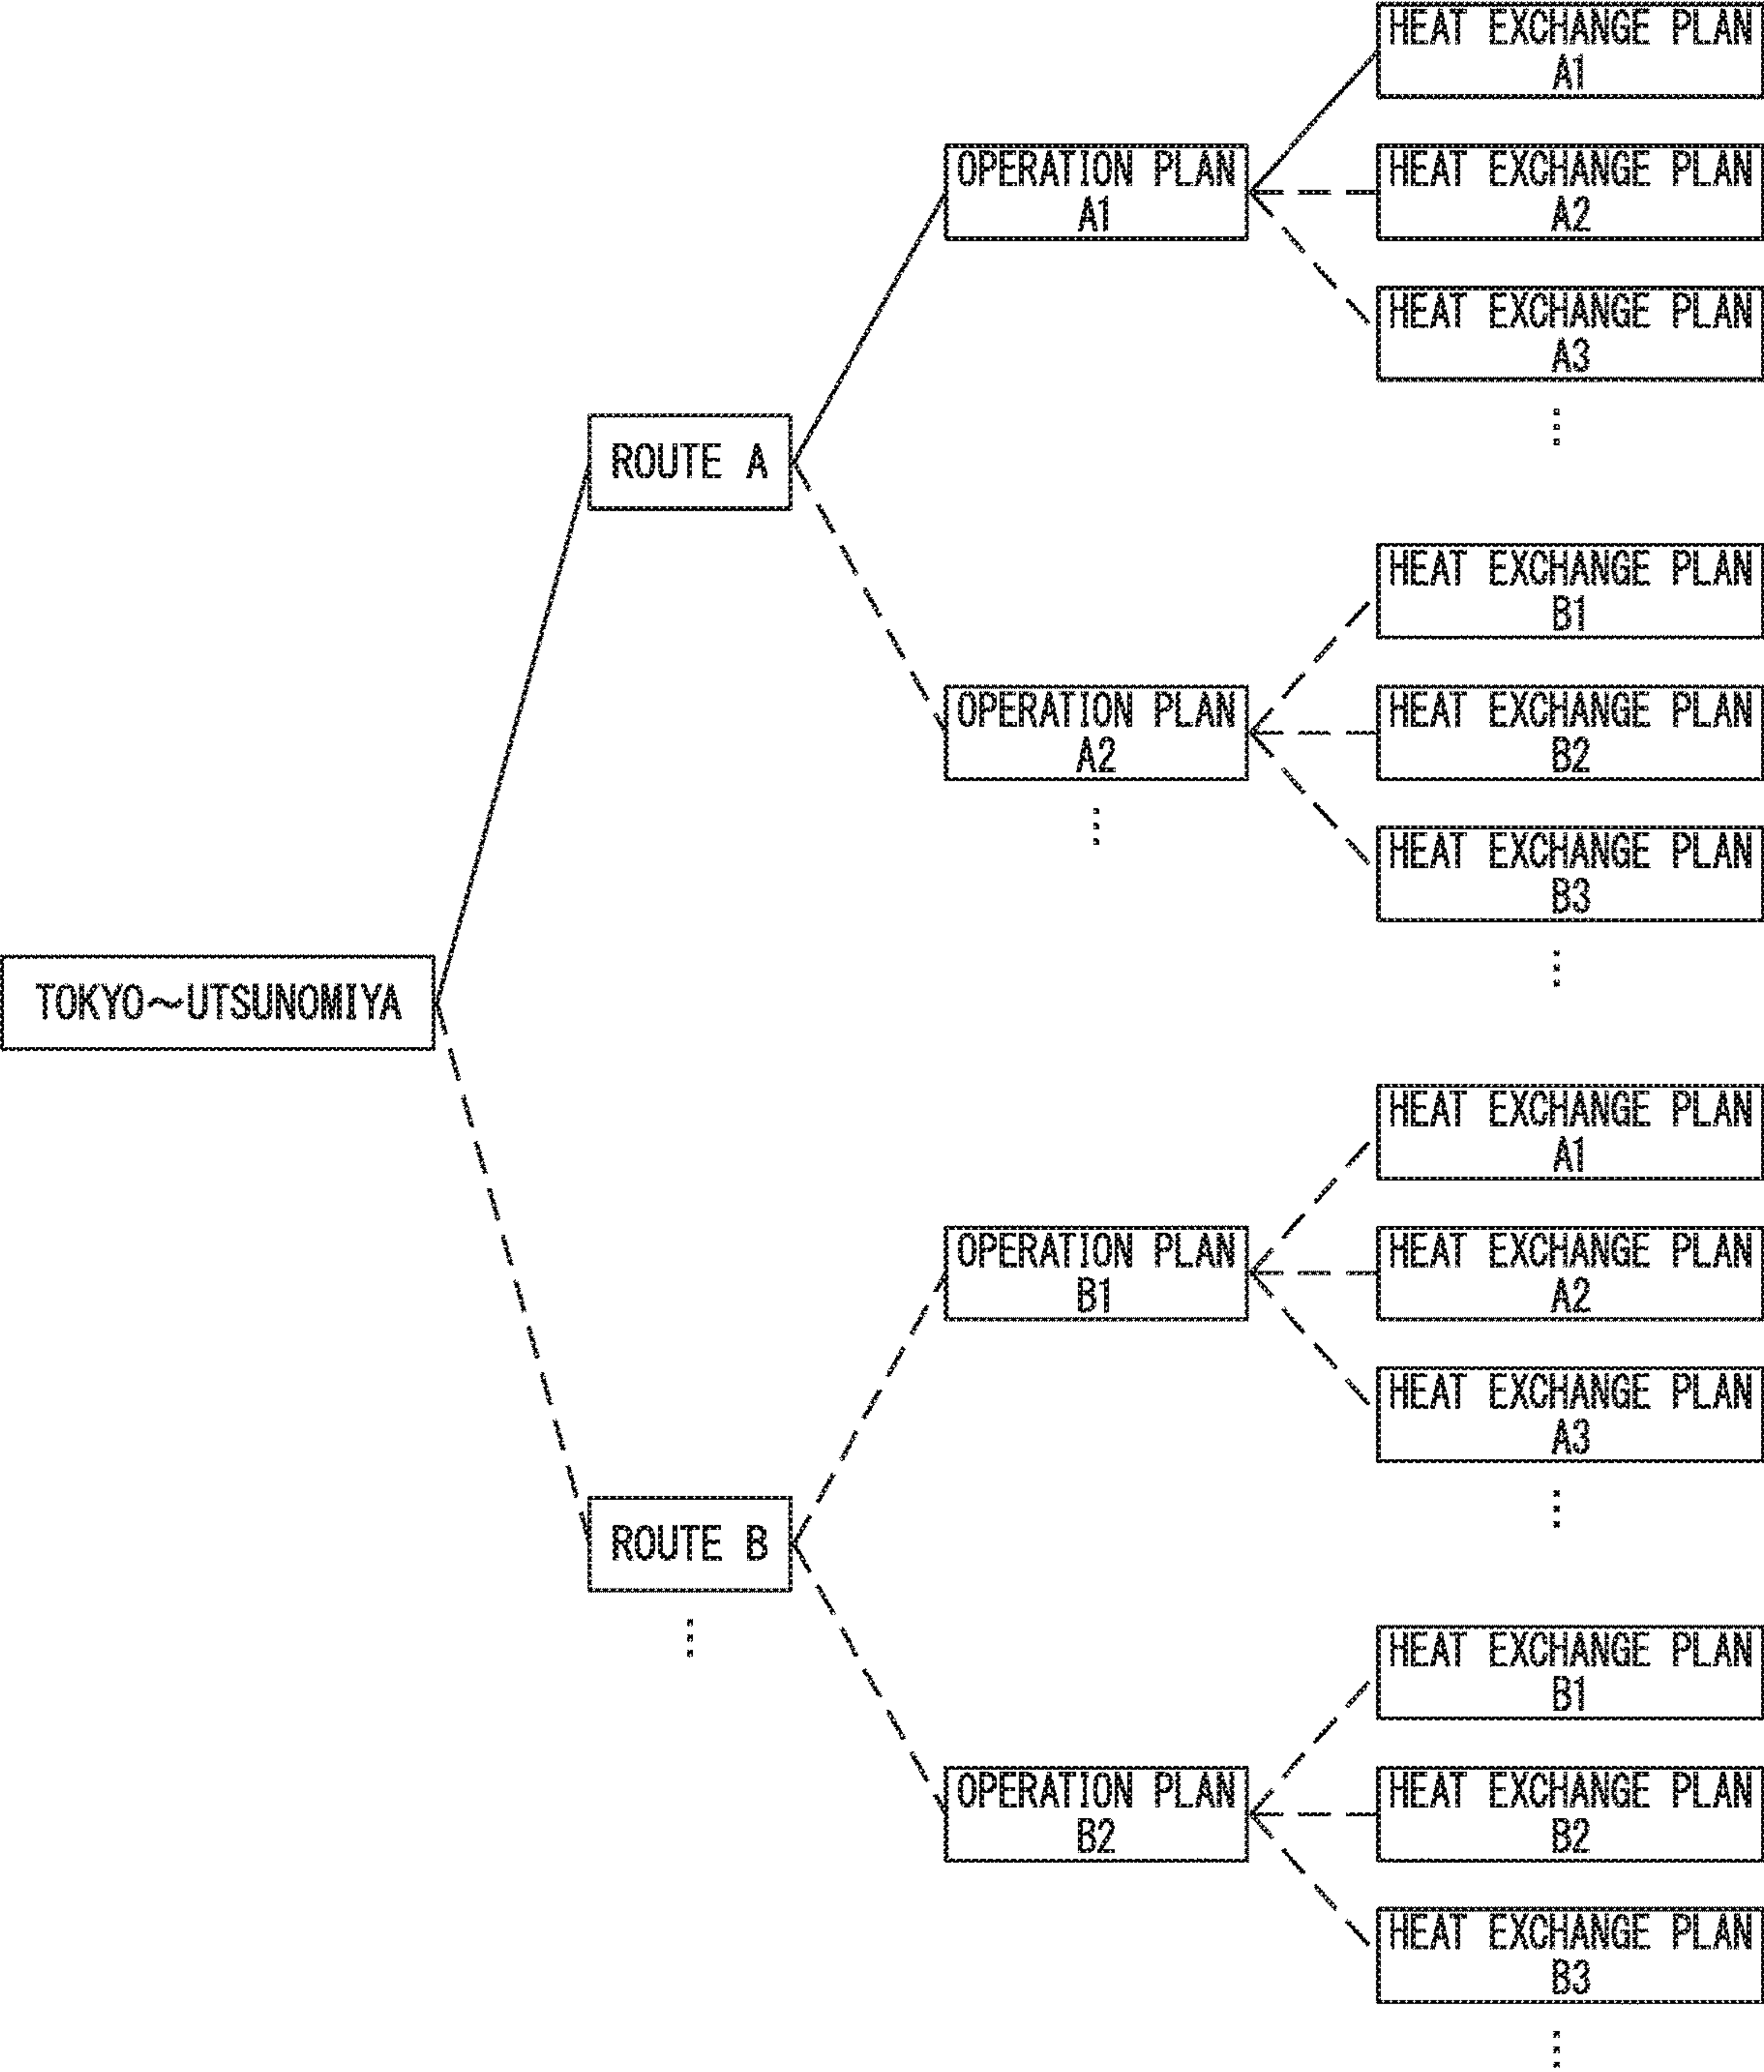 HEAT EXCHANGE PLAN
A1
OPERATION PLAN
A1
HEAT EXCHANGE PLAN
A2
HEAT EXCHANGE PLAN
A3
ROUTE A
HEAT EXCHANGE PLAN
B1
OPERATION PLAN
A2
HEAT EXCHANGE PLAN
B2
HEAT EXCHANGE PLAN
B3
TOKYO～UTSUNOMIYA
HEAT EXCHANGE PLAN
A1
OPERATION PLAN
B1
HEAT EXCHANGE PLAN
A2
HEAT EXCHANGE PLAN
A3
ROUTE B
HEAT EXCHANGE PLAN
B1
OPERATION PLAN
B2
HEAT EXCHANGE PLAN
B2
HEAT EXCHANGE PLAN
B3